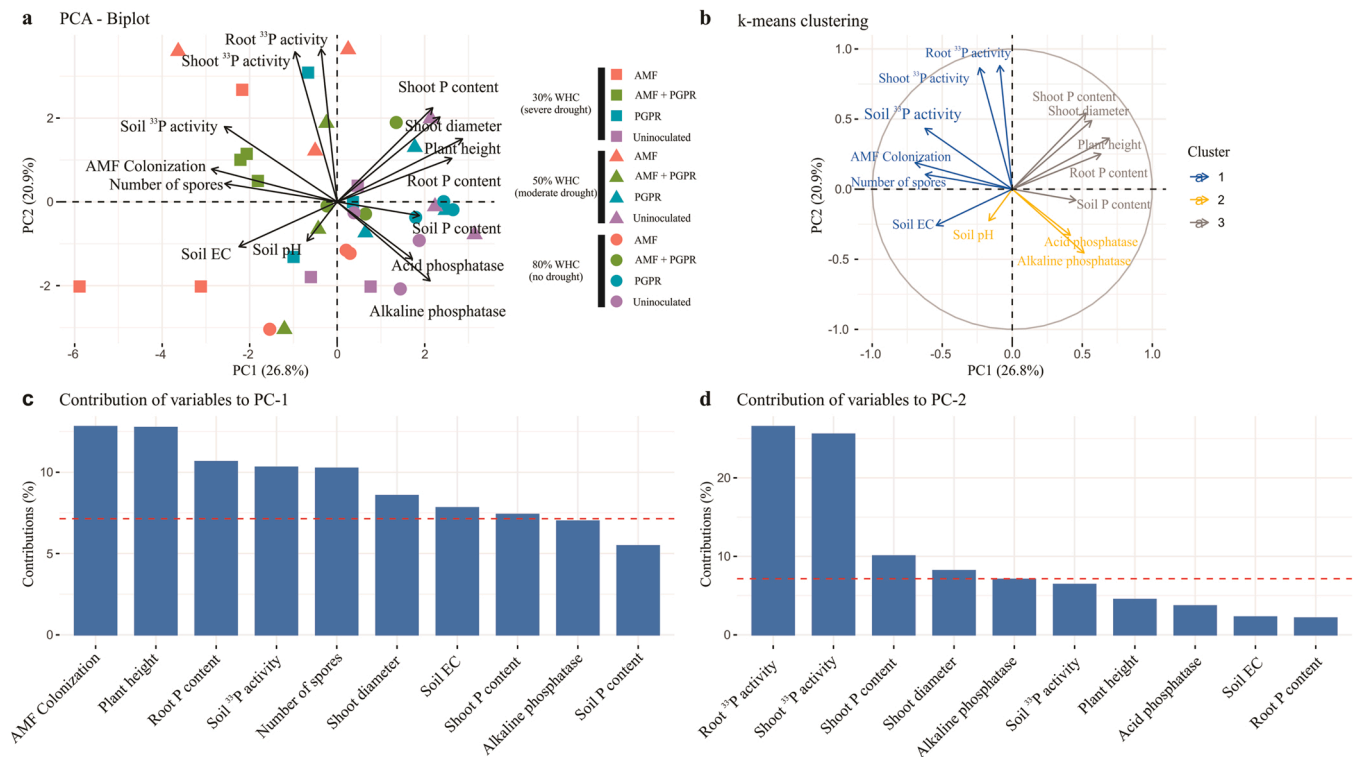 a PCA - Biplot
Root ³³P activity
Shoot ³³P activity
Shoot P content
Soil ³³P activity
Shoot diameter
Plant height
AMF Colonization
Number of spores
Root P content
Soil P content
Soil EC
Soil pH
Acid phosphatase
Alkaline phosphatase
2
0
-2
-6
-4
-2
0
2
PC2 (20.9%)
PC1 (26.8%)
30% WHC
(severe drought)
AMF
AMF + PGPR
PGPR
Uninoculated
50% WHC
(moderate drought)
AMF
AMF + PGPR
PGPR
Uninoculated
80% WHC
(no drought)
AMF
AMF + PGPR
PGPR
Uninoculated
b k-means clustering
1.0
0.5
0.0
-0.5
-1.0
-1.0
-0.5
0.0
0.5
1.0
PC2 (20.9%)
PC1 (26.8%)
Root ³³P activity
Shoot ³³P activity
Shoot P content
Shoot diameter
Soil ³³P activity
Plant height
AMF Colonization
Root P content
Number of spores
Soil P content
Soil EC
Soil pH
Acid phosphatase
Alkaline phosphatase
Cluster
1
2
3
c Contribution of variables to PC-1
Contributions (%)
10
5
0
AMF Colonization
Plant height
Root P content
Soil ³³P activity
Number of spores
Shoot diameter
Soil EC
Shoot P content
Alkaline phosphatase
Soil P content
d Contribution of variables to PC-2
Contributions (%)
20
10
0
Root ³³P activity
Shoot ³³P activity
Shoot P content
Shoot diameter
Alkaline phosphatase
Soil ³³P activity
Plant height
Acid phosphatase
Soil EC
Root P content